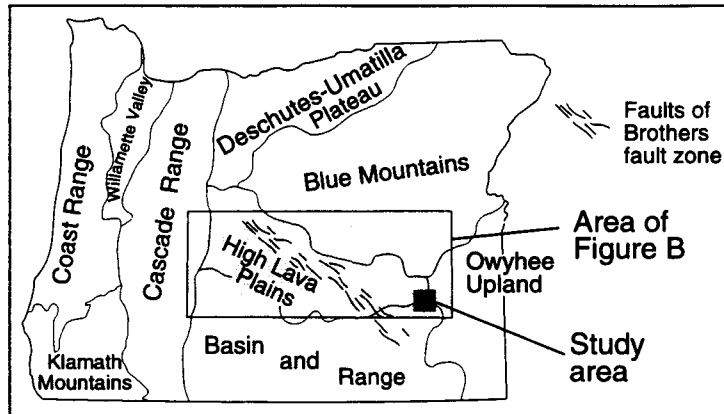 Coast Range
Willamette Valley
Cascade Range
Klamath
Mountains
Deschutes-Umatilla
Plateau
Blue Mountains
High Lava
Plains
Owyhee
Upland
Basin and Range
Faults of
Brothers
fault zone
Area of
Figure B
Study
area